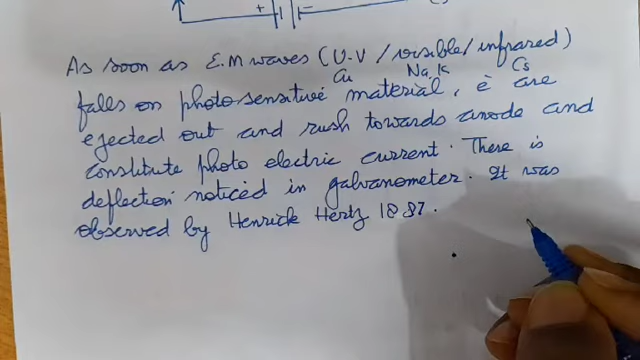 + -
As soon as E.M waves (U-V / visible / infrared)
Cu Na, K Cs
falls on photosensitive material, e⁻ are
ejected out and rush towards anode and
constitute photo electric current. There is
deflection noticed in galvanometer. It was
observed by Henrick Hertz 1887.